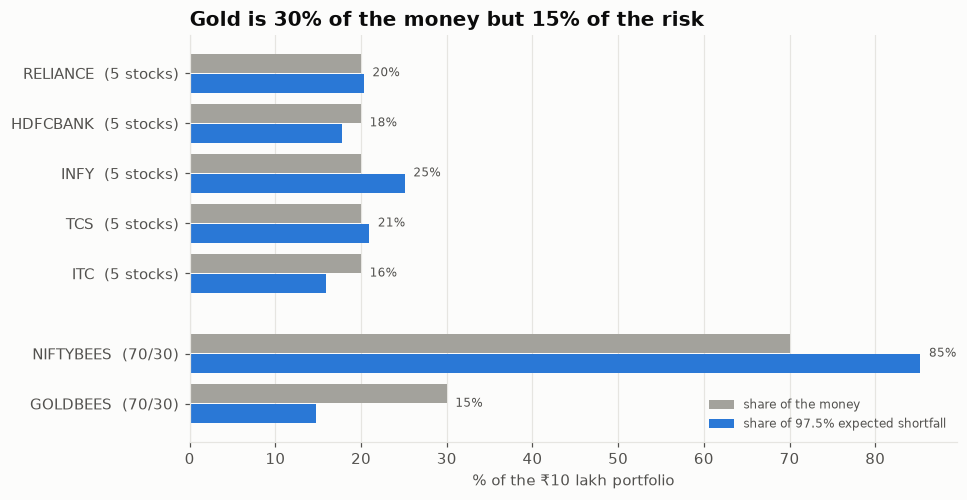 Gold is 30% of the money but 15% of the risk
RELIANCE (5 stocks) 20%
HDFCBANK (5 stocks) 18%
INFY (5 stocks) 25%
TCS (5 stocks) 21%
ITC (5 stocks) 16%
NIFTYBEES (70/30) 85%
GOLDBEES (70/30) 15%
share of the money
share of 97.5% expected shortfall
0 10 20 30 40 50 60 70 80
% of the ₹10 lakh portfolio